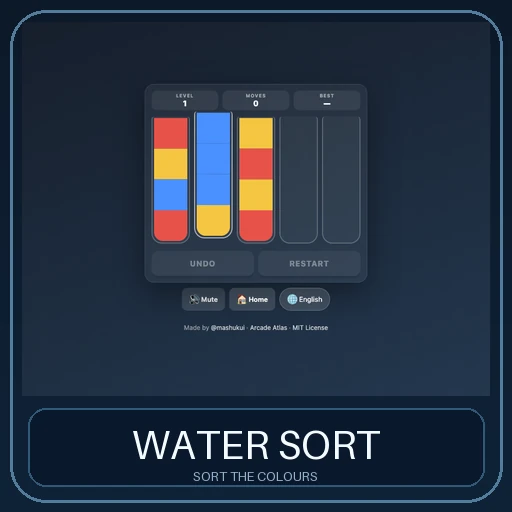 LEVEL MOVES BEST
1 0 –
UNDO RESTART
Mute Home English
Made by @mashukui · Arcade Atlas · MIT License
WATER SORT
SORT THE COLOURS